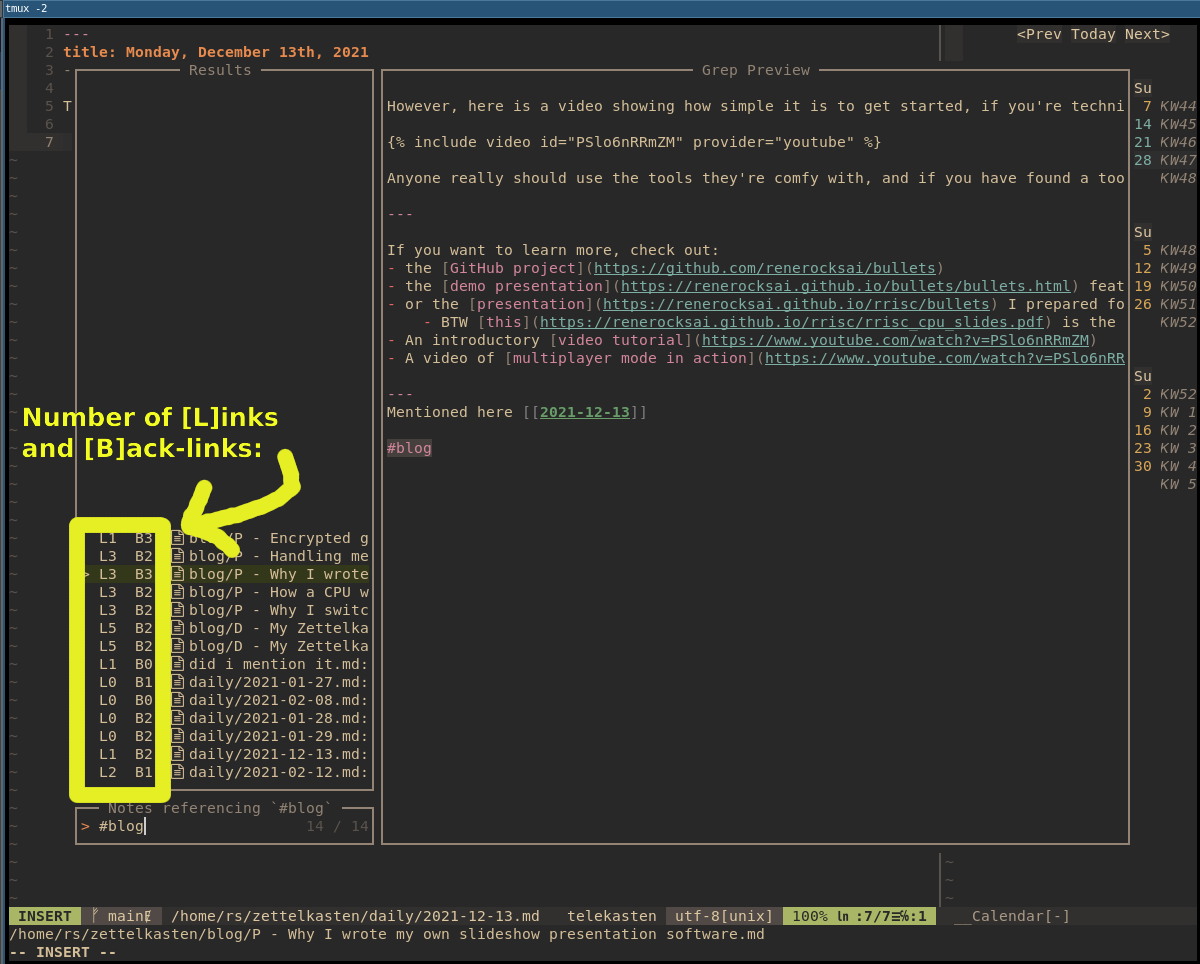 tmux -2
1 ---
<Prev Today Next>
2 title: Monday, December 13th, 2021
3 -
Results
Grep Preview
4
Su
5 T
However, here is a video showing how simple it is to get started, if you're techni
7 KW44
6
14 KW45
7
{% include video id="PSlo6nRRmZM" provider="youtube" %}
21 KW46
28 KW47
Anyone really should use the tools they're comfy with, and if you have found a too
KW48
---
Su
If you want to learn more, check out:
5 KW48
- the [GitHub project](https://github.com/renerocksai/bullets)
12 KW49
- the [demo presentation](https://renerocksai.github.io/bullets/bullets.html) feat
19 KW50
- or the [presentation](https://renerocksai.github.io/rrisc/bullets) I prepared fo
26 KW51
- BTW [this](https://renerocksai.github.io/rrisc/rrisc_cpu_slides.pdf) is the
KW52
- An introductory [video tutorial](https://www.youtube.com/watch?v=PSlo6nRRmZM)
- A video of [multiplayer mode in action](https://www.youtube.com/watch?v=PSlo6nRR
Su
---
2 KW52
Mentioned here [[2021-12-13]]
9 KW 1
16 KW 2
#blog
23 KW 3
30 KW 4
KW 5
Number of [L]inks
and [B]ack-links:
L1 B3 blog/P - Encrypted g
L3 B2 blog/P - Handling me
> L3 B3 blog/P - Why I wrote
L3 B2 blog/P - How a CPU w
L3 B2 blog/P - Why I switc
L5 B2 blog/D - My Zettelka
L5 B2 blog/D - My Zettelka
L1 B0 did i mention it.md:
L0 B1 daily/2021-01-27.md:
L0 B0 daily/2021-02-08.md:
L0 B2 daily/2021-01-28.md:
L0 B2 daily/2021-01-29.md:
L1 B2 daily/2021-12-13.md:
L2 B1 daily/2021-02-12.md:
Notes referencing `#blog`
> #blog 14 / 14
INSERT main /home/rs/zettelkasten/daily/2021-12-13.md telekasten utf-8[unix] 100% ln :7/7☰℅:1 __Calendar[-]
/home/rs/zettelkasten/blog/P - Why I wrote my own slideshow presentation software.md
-- INSERT --